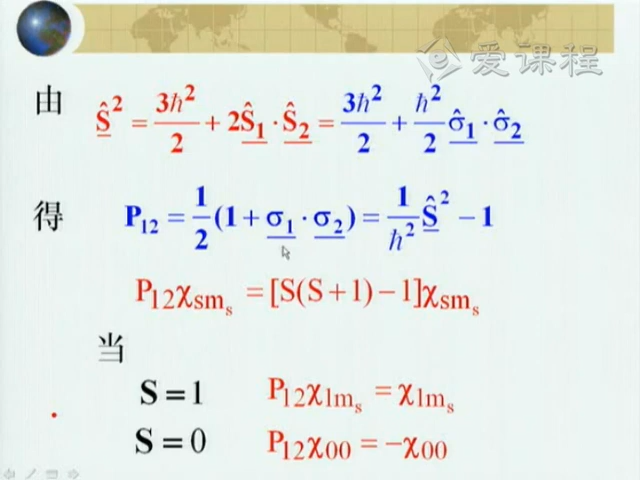 爱课程
由 Ŝ² = 3ħ²/2 + 2Ŝ₁ · Ŝ₂ = 3ħ²/2 + ħ²/2 σ̂₁ · σ̂₂
得 P₁₂ = 1/2 (1 + σ₁ · σ₂) = 1/ħ² Ŝ² − 1
P₁₂χ_{sm_s} = [S(S + 1) − 1]χ_{sm_s}
当
S = 1 P₁₂χ_{1m_s} = χ_{1m_s}
S = 0 P₁₂χ₀₀ = −χ₀₀